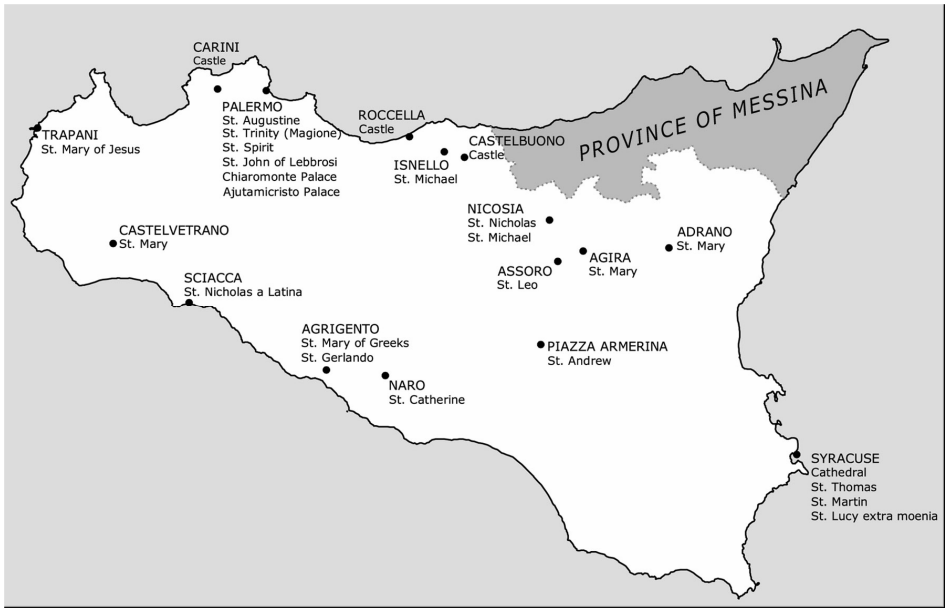 CARINI
Castle
PALERMO
St. Augustine
St. Trinity (Magione)
St. Spirit
St. John of Lebbrosi
Chiaromonte Palace
Ajutamicristo Palace
TRAPANI
St. Mary of Jesus
ROCCELLA
Castle
CASTELBUONO
Castle
ISNELLO
St. Michael
PROVINCE OF MESSINA
NICOSIA
St. Nicholas
St. Michael
CASTELVETRANO
St. Mary
ADRANO
St. Mary
AGIRA
St. Mary
ASSORO
St. Leo
SCIACCA
St. Nicholas a Latina
AGRIGENTO
St. Mary of Greeks
St. Gerlando
PIAZZA ARMERINA
St. Andrew
NARO
St. Catherine
SYRACUSE
Cathedral
St. Thomas
St. Martin
St. Lucy extra moenia